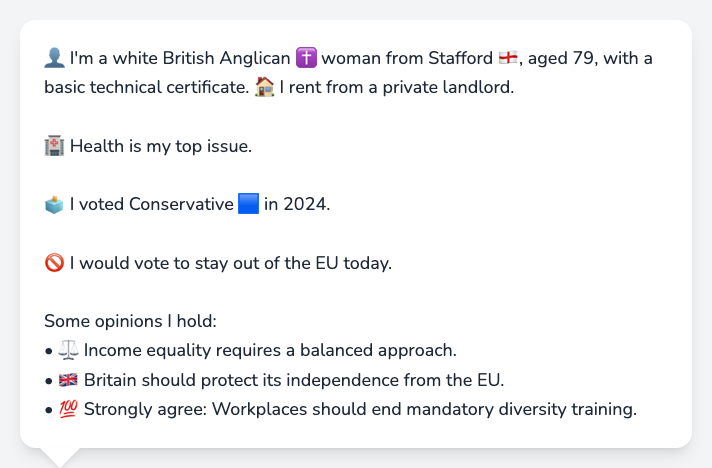 👤 I'm a white British Anglican ✝️ woman from Stafford 🏴󠁧󠁢󠁥󠁮󠁧󠁿, aged 79, with a
basic technical certificate. 🏠 I rent from a private landlord.
🏥 Health is my top issue.
🗳️ I voted Conservative 🟦 in 2024.
🚫 I would vote to stay out of the EU today.
Some opinions I hold:
• ⚖️ Income equality requires a balanced approach.
• 🇬🇧 Britain should protect its independence from the EU.
• 💯 Strongly agree: Workplaces should end mandatory diversity training.